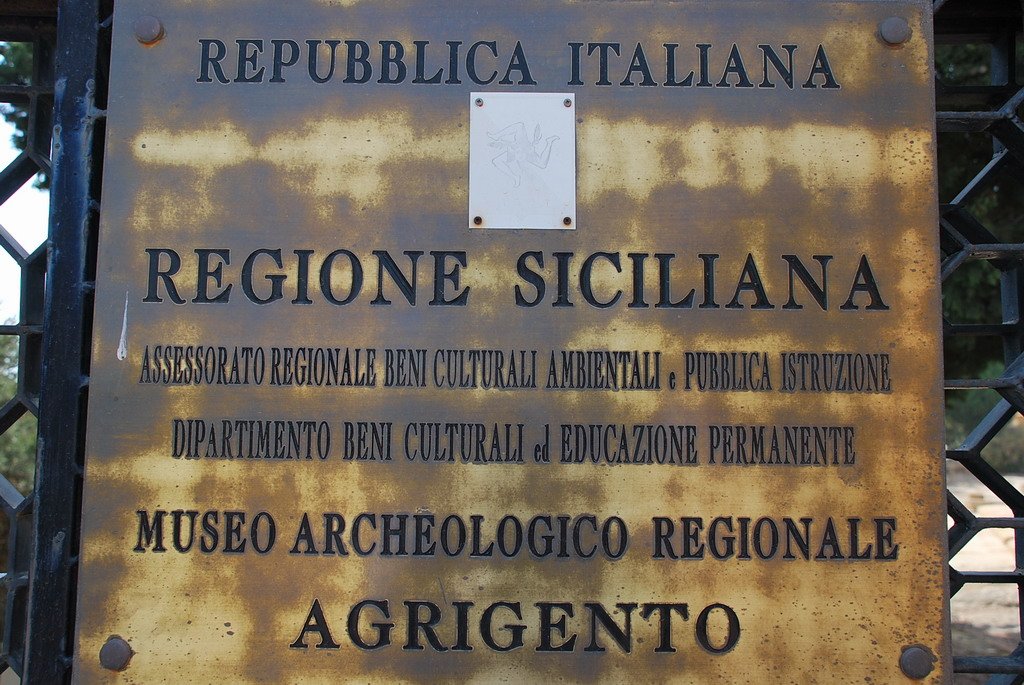 REPUBBLICA ITALIANA
REGIONE SICILIANA
ASSESSORATO REGIONALE BENI CULTURALI AMBIENTALI e PUBBLICA ISTRUZIONE
DIPARTIMENTO BENI CULTURALI ed EDUCAZIONE PERMANENTE
MUSEO ARCHEOLOGICO REGIONALE
AGRIGENTO